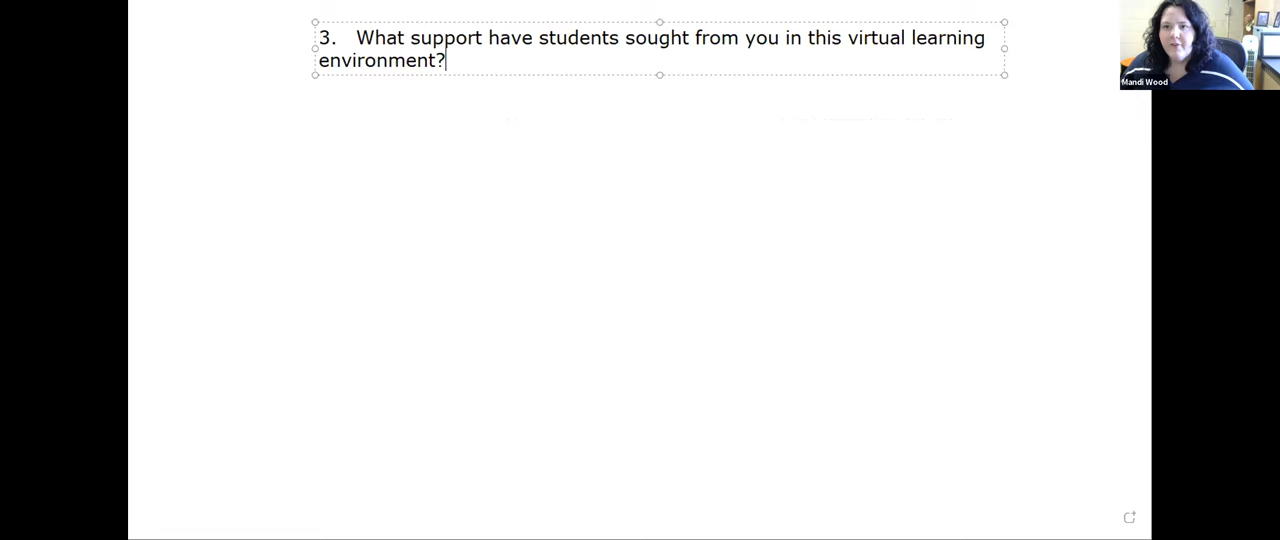 3. What support have students sought from you in this virtual learning
environment?
Mandi Wood